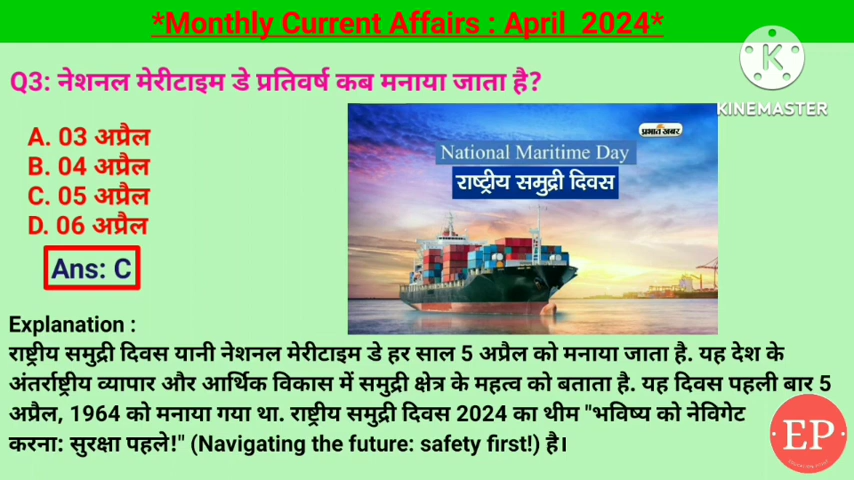 *Monthly Current Affairs : April 2024*
Q3: नेशनल मेरीटाइम डे प्रतिवर्ष कब मनाया जाता है?
K
KINEMASTER
A. 03 अप्रैल
B. 04 अप्रैल
C. 05 अप्रैल
D. 06 अप्रैल
Ans: C
प्रभात खबर
National Maritime Day
राष्ट्रीय समुद्री दिवस
Explanation :
राष्ट्रीय समुद्री दिवस यानी नेशनल मेरीटाइम डे हर साल 5 अप्रैल को मनाया जाता है. यह देश के
अंतर्राष्ट्रीय व्यापार और आर्थिक विकास में समुद्री क्षेत्र के महत्व को बताता है. यह दिवस पहली बार 5
अप्रैल, 1964 को मनाया गया था. राष्ट्रीय समुद्री दिवस 2024 का थीम "भविष्य को नेविगेट
करना: सुरक्षा पहले!" (Navigating the future: safety first!) है।
EP